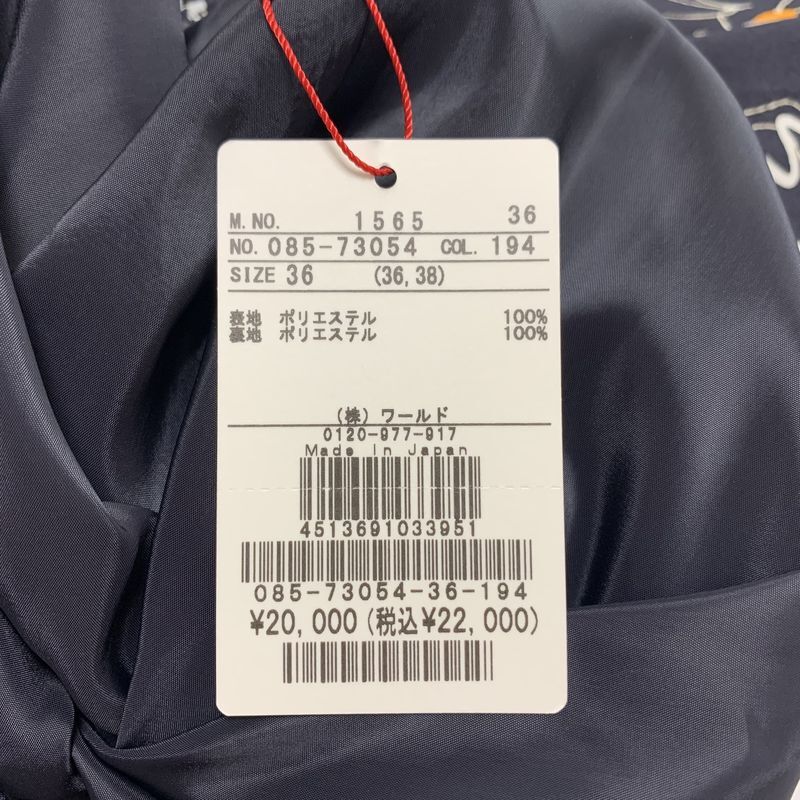 M.NO. 1565 36
NO. 085-73054 COL. 194
SIZE 36 (36,38)
表地 ポリエステル 100%
裏地 ポリエステル 100%
(株) ワールド
0120-977-917
Made In Japan
4513691033951
085-73054-36-194
¥20,000(税込¥22,000)